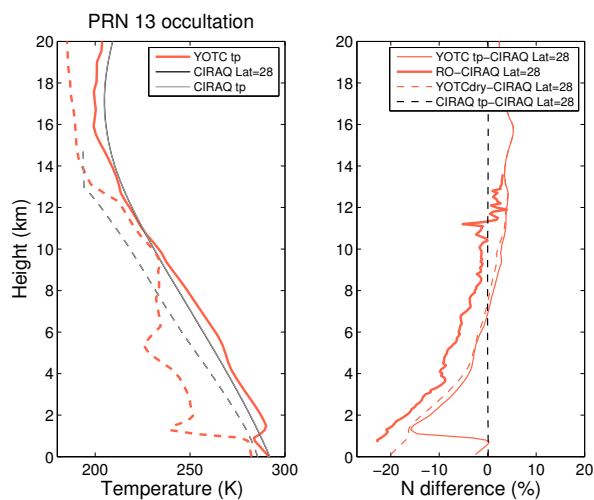 PRN 13 occultation
YOTC tp
CIRAQ Lat=28
CIRAQ tp
20
18
16
14
12
10
8
6
4
2
0
Height (km)
200
250
300
Temperature (K)
YOTC tp−CIRAQ Lat=28
RO−CIRAQ Lat=28
YOTCdry−CIRAQ Lat=28
CIRAQ tp−CIRAQ Lat=28
20
18
16
14
12
10
8
6
4
2
0
−20
−10
0
10
20
N difference (%)